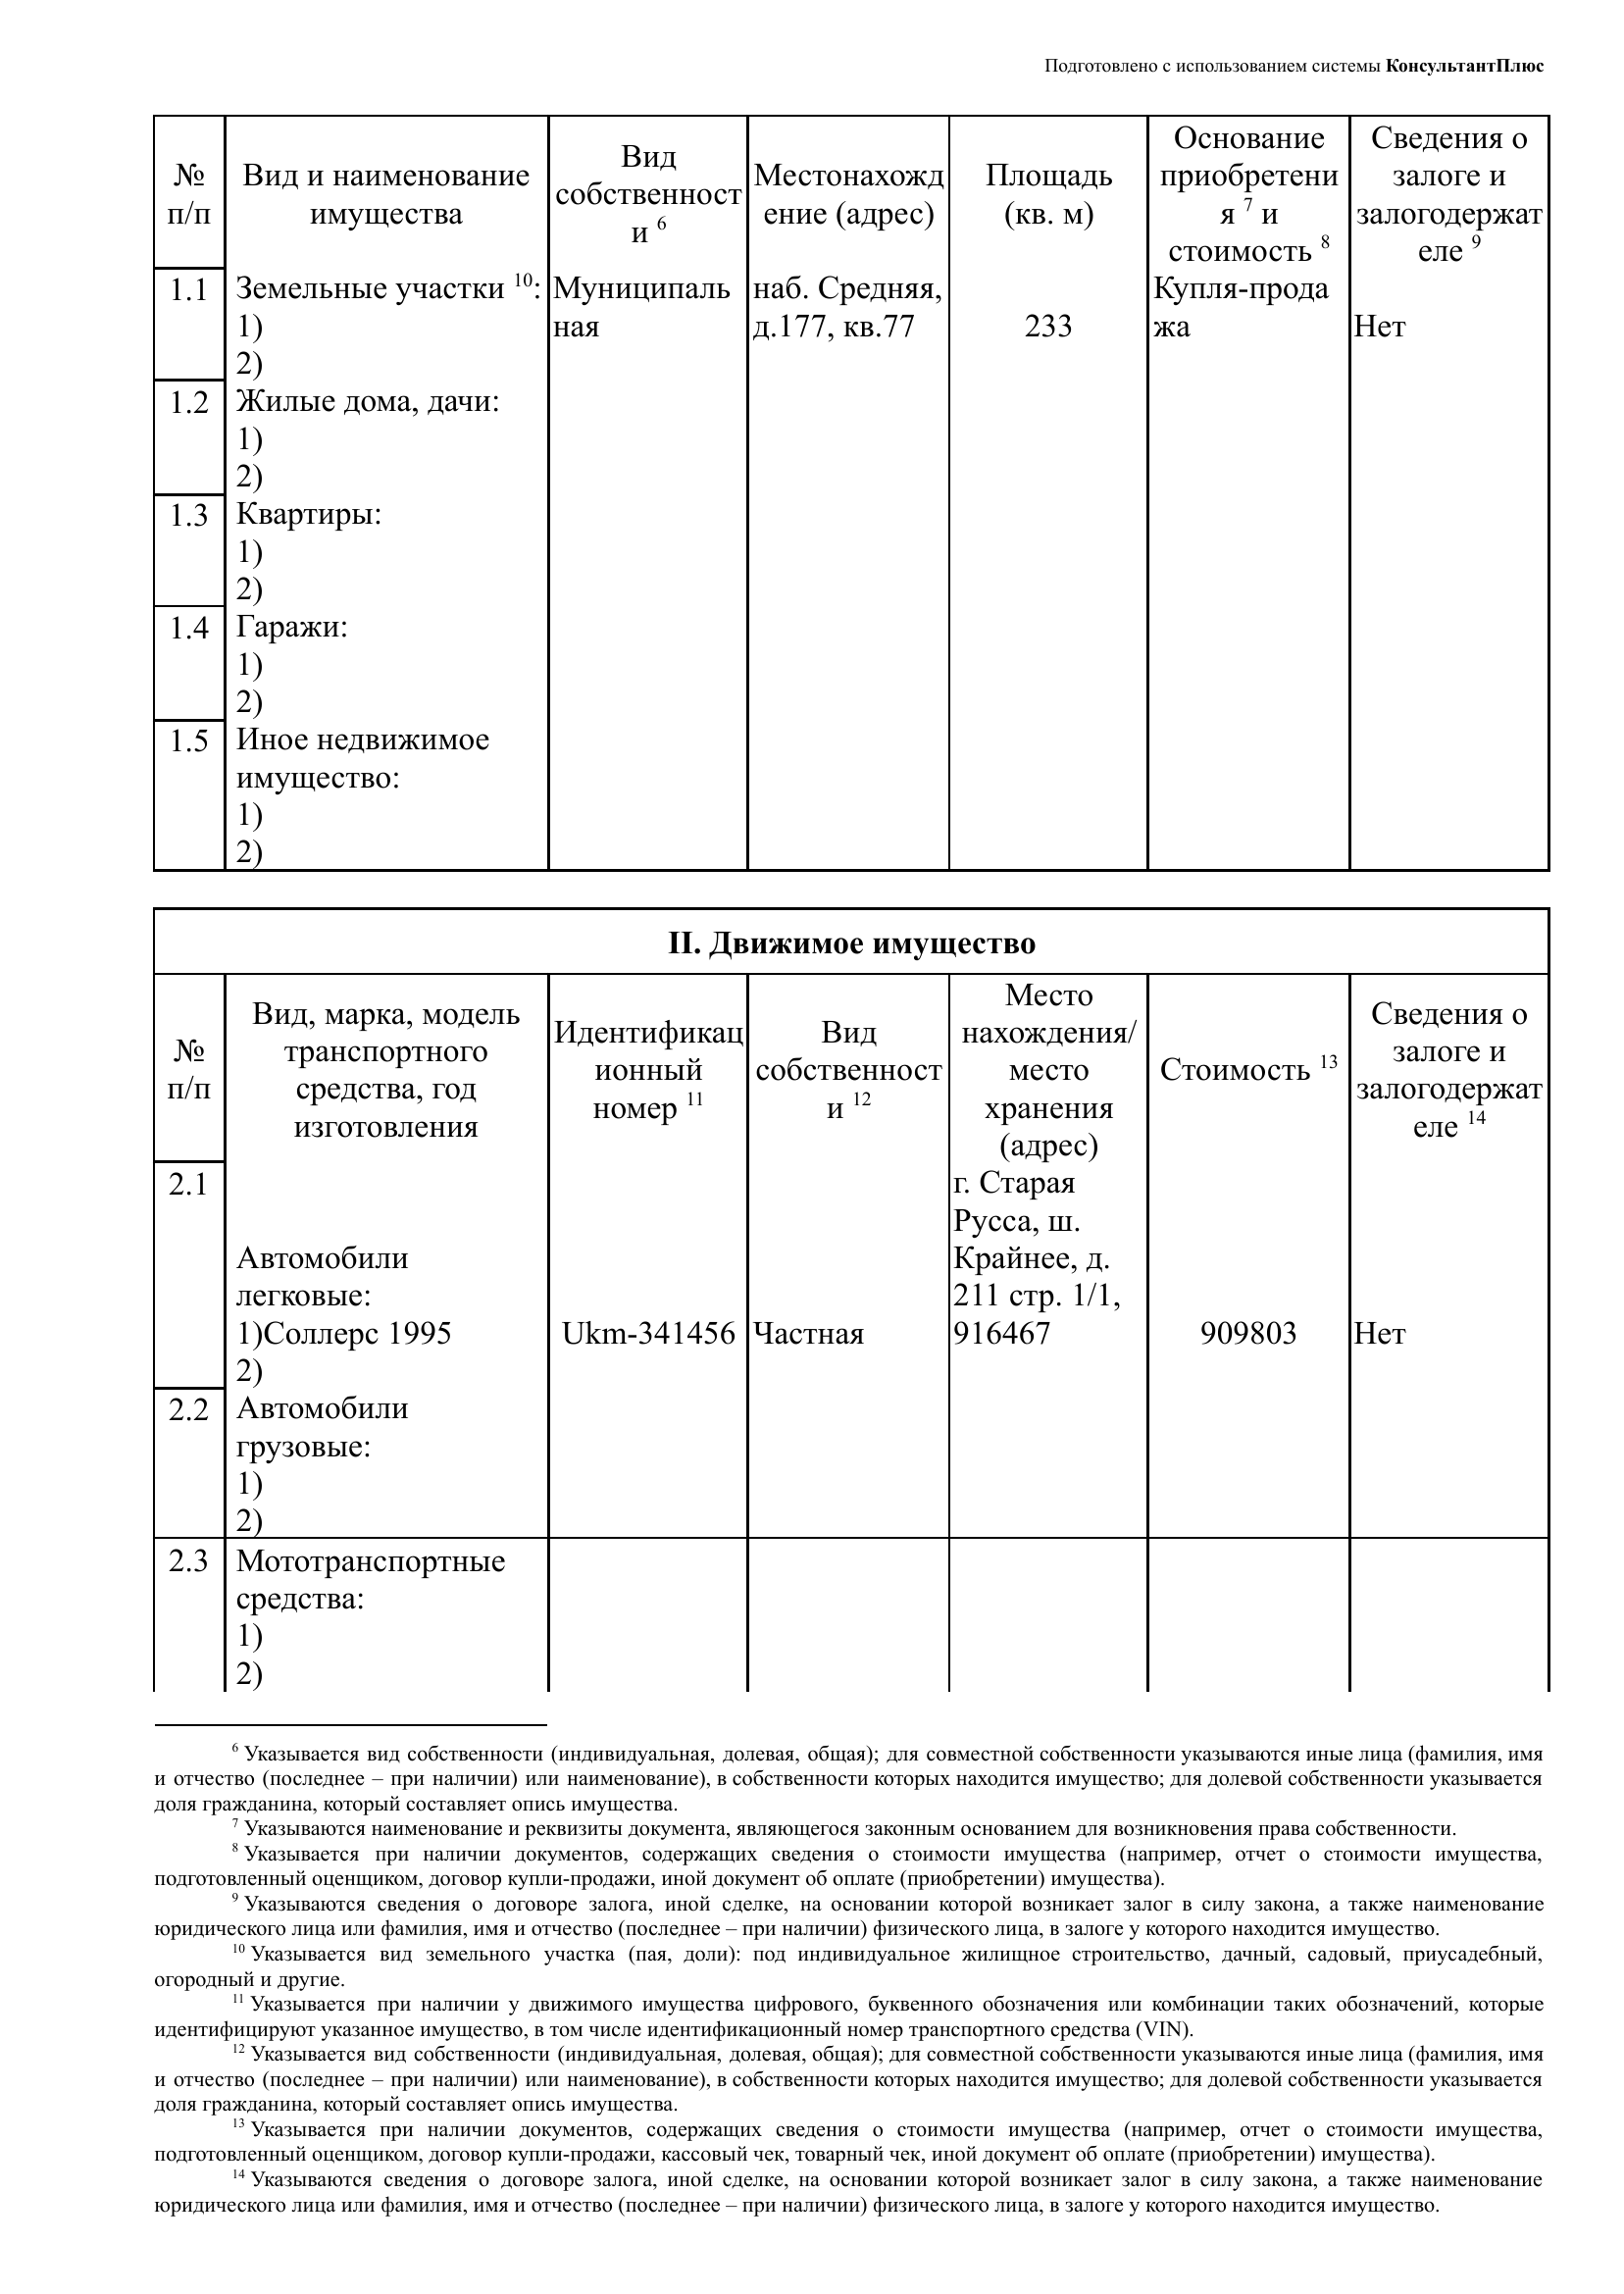 Подготовлено с использованием системы КонсультантПлюс
№
п/п
Вид и наименование
имущества
Вид
собственност
и 6
Местонахожд
ение (адрес)
Площадь
(кв. м)
Основание
приобретени
я 7 и
стоимость 8
Сведения о
залоге и
залогодержат
еле 9
1.1
Земельные участки 10:
1)
2)
Муниципаль
ная
наб. Средняя,
д.177, кв.77
233
Купля-прода
жа
Нет
1.2
Жилые дома, дачи:
1)
2)
1.3
Квартиры:
1)
2)
1.4
Гаражи:
1)
2)
1.5
Иное недвижимое
имущество:
1)
2)
II. Движимое имущество
№
п/п
Вид, марка, модель
транспортного
средства, год
изготовления
Идентификац
ионный
номер 11
Вид
собственност
и 12
Место
нахождения/
место
хранения
(адрес)
Стоимость 13
Сведения о
залоге и
залогодержат
еле 14
2.1
Автомобили
легковые:
1)Соллерс 1995
2)
Ukm-341456
Частная
г. Старая
Русса, ш.
Крайнее, д.
211 стр. 1/1,
916467
909803
Нет
2.2
Автомобили
грузовые:
1)
2)
2.3
Мототранспортные
средства:
1)
2)
6 Указывается вид собственности (индивидуальная, долевая, общая); для совместной собственности указываются иные лица (фамилия, имя
и отчество (последнее – при наличии) или наименование), в собственности которых находится имущество; для долевой собственности указывается
доля гражданина, который составляет опись имущества.
7 Указываются наименование и реквизиты документа, являющегося законным основанием для возникновения права собственности.
8 Указывается при наличии документов, содержащих сведения о стоимости имущества (например, отчет о стоимости имущества,
подготовленный оценщиком, договор купли-продажи, иной документ об оплате (приобретении) имущества).
9 Указываются сведения о договоре залога, иной сделке, на основании которой возникает залог в силу закона, а также наименование
юридического лица или фамилия, имя и отчество (последнее – при наличии) физического лица, в залоге у которого находится имущество.
10 Указывается вид земельного участка (пая, доли): под индивидуальное жилищное строительство, дачный, садовый, приусадебный,
огородный и другие.
11 Указывается при наличии у движимого имущества цифрового, буквенного обозначения или комбинации таких обозначений, которые
идентифицируют указанное имущество, в том числе идентификационный номер транспортного средства (VIN).
12 Указывается вид собственности (индивидуальная, долевая, общая); для совместной собственности указываются иные лица (фамилия, имя
и отчество (последнее – при наличии) или наименование), в собственности которых находится имущество; для долевой собственности указывается
доля гражданина, который составляет опись имущества.
13 Указывается при наличии документов, содержащих сведения о стоимости имущества (например, отчет о стоимости имущества,
подготовленный оценщиком, договор купли-продажи, кассовый чек, товарный чек, иной документ об оплате (приобретении) имущества).
14 Указываются сведения о договоре залога, иной сделке, на основании которой возникает залог в силу закона, а также наименование
юридического лица или фамилия, имя и отчество (последнее – при наличии) физического лица, в залоге у которого находится имущество.